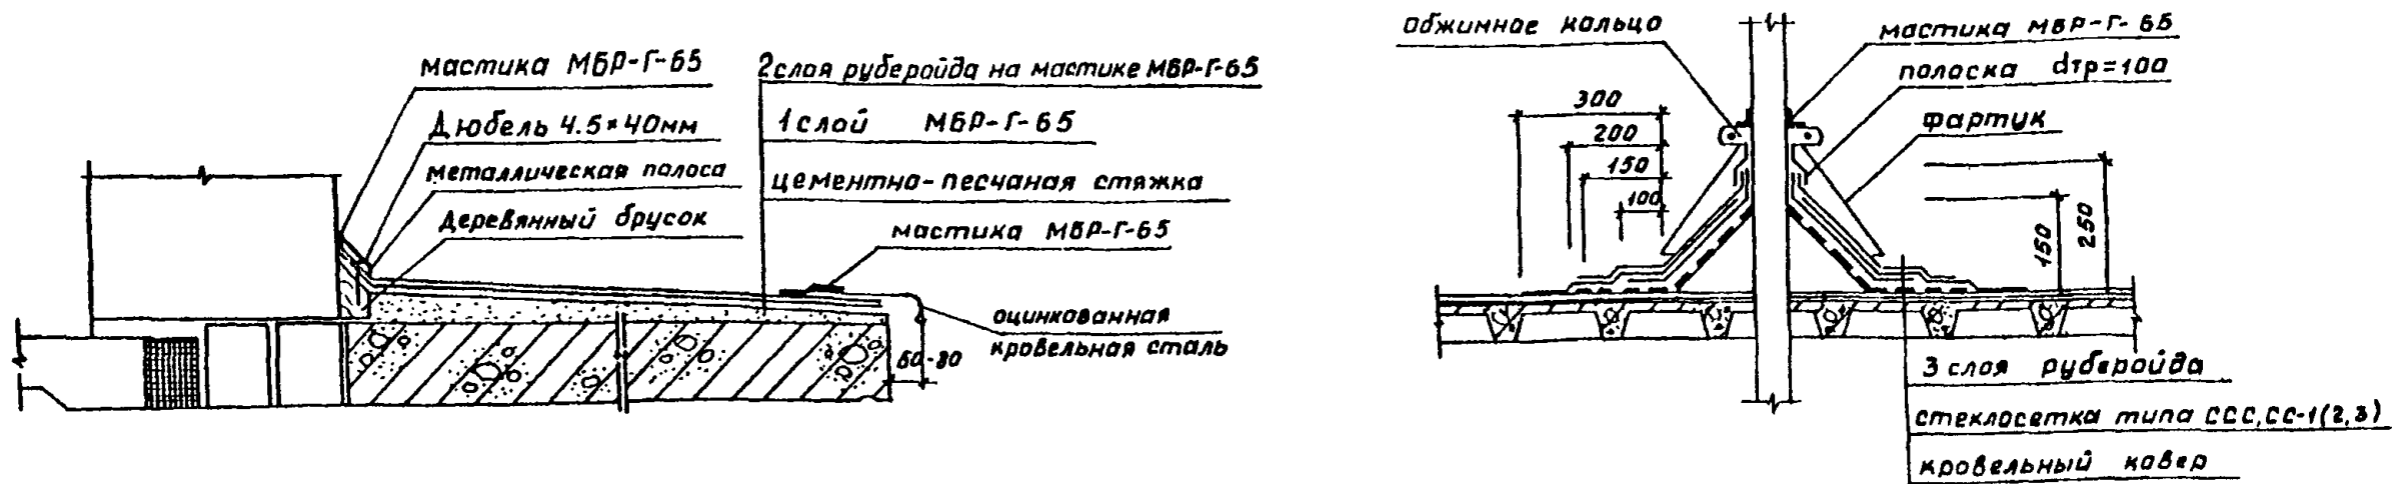 мастика МБР-Г-65
Дюбель 4.5*40мм
металлическая полоса
деревянный брусок
2слоя рубероида на мастике МБР-Г-65
1 слой МБР-Г-65
цементно-песчаная стяжка
мастика МБР-Г-65
оцинкованная
кровельная сталь
60-80
обжимное кольцо
мастика МБР-Г-65
полоска dтр=100
фартук
300
200
150
100
150
250
3 слоя рубероида
стеклосетка типа ССС,СС-1(2,3)
кровельный ковер